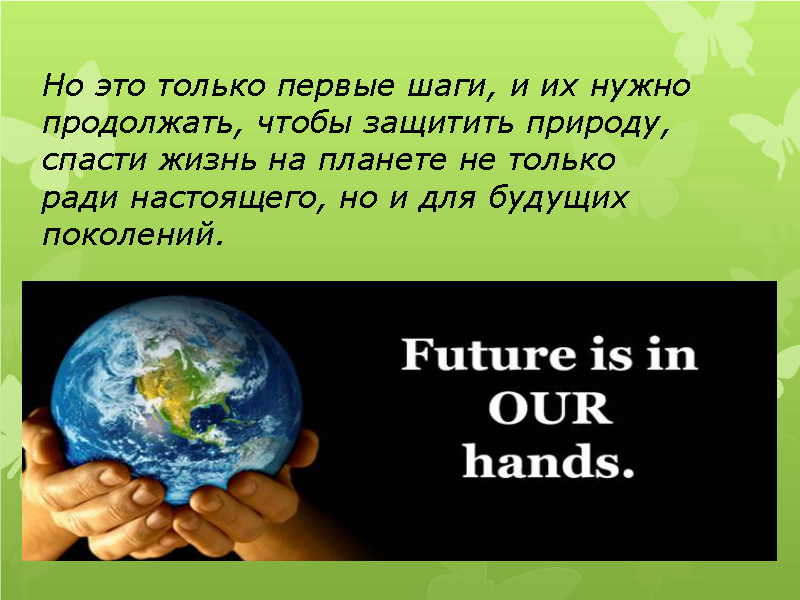 Но это только первые шаги, и их нужно
продолжать, чтобы защитить природу,
спасти жизнь на планете не только
ради настоящего, но и для будущих
поколений.
Future is in
OUR
hands.